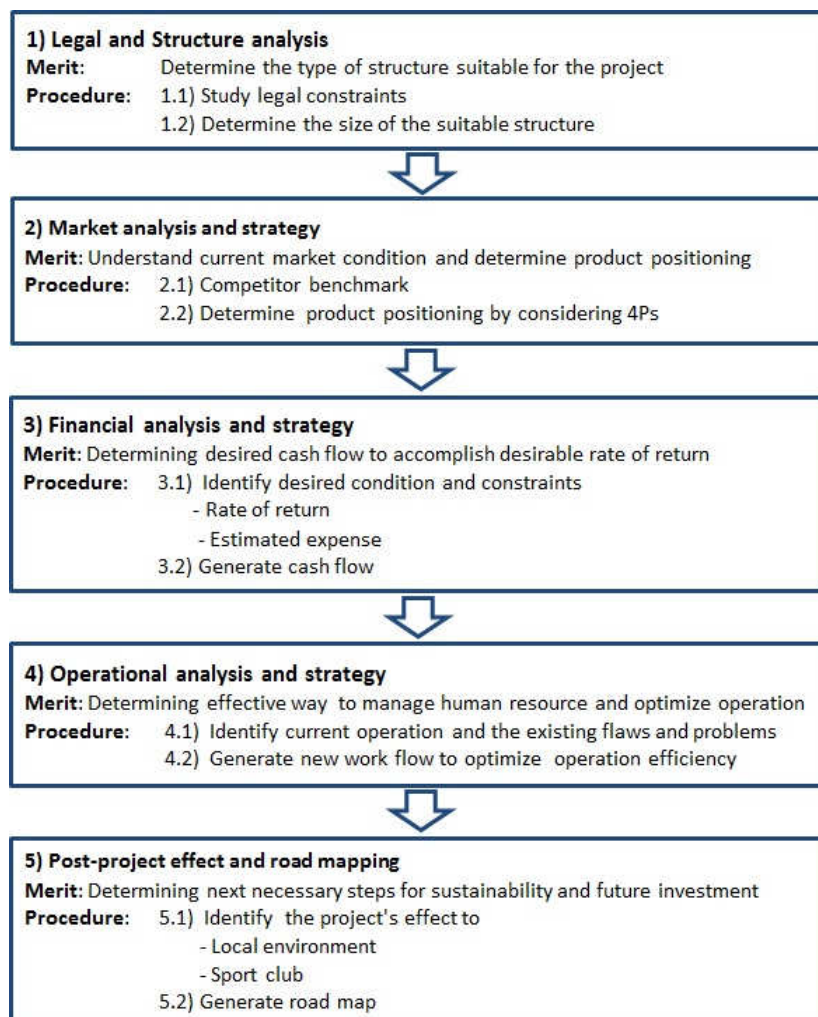 1) Legal and Structure analysis
Merit: Determine the type of structure suitable for the project
Procedure: 1.1) Study legal constraints
1.2) Determine the size of the suitable structure
2) Market analysis and strategy
Merit: Understand current market condition and determine product positioning
Procedure: 2.1) Competitor benchmark
2.2) Determine product positioning by considering 4Ps
3) Financial analysis and strategy
Merit: Determining desired cash flow to accomplish desirable rate of return
Procedure: 3.1) Identify desired condition and constraints
- Rate of return
- Estimated expense
3.2) Generate cash flow
4) Operational analysis and strategy
Merit: Determining effective way to manage human resource and optimize operation
Procedure: 4.1) Identify current operation and the existing flaws and problems
4.2) Generate new work flow to optimize operation efficiency
5) Post-project effect and road mapping
Merit: Determining next necessary steps for sustainability and future investment
Procedure: 5.1) Identify the project's effect to
- Local environment
- Sport club
5.2) Generate road map